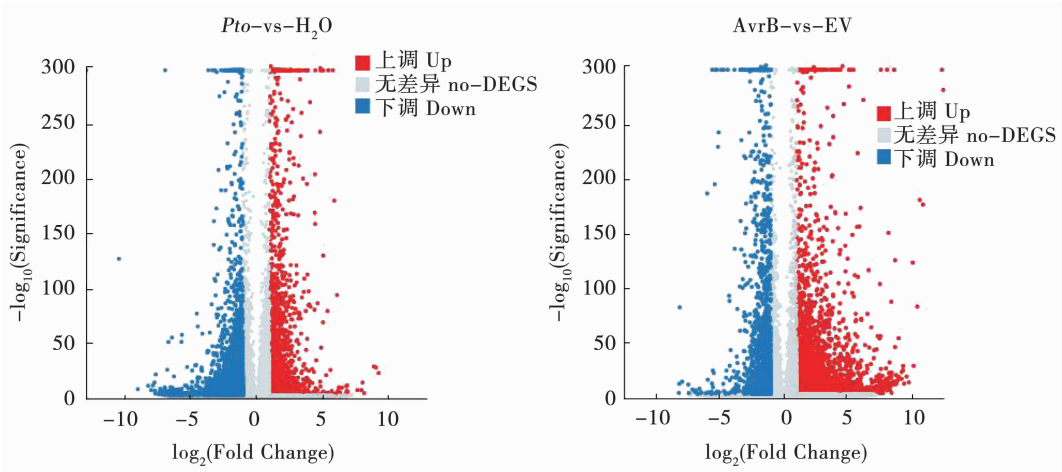 Pto-vs-H₂O
上调 Up
无差异 no-DEGS
下调 Down
300
250
200
150
100
50
0
-log₁₀(Significance)
-10
-5
0
5
10
log₂(Fold Change)
AvrB-vs-EV
上调 Up
无差异 no-DEGS
下调 Down
300
250
200
150
100
50
0
-log₁₀(Significance)
-10
-5
0
5
10
log₂(Fold Change)